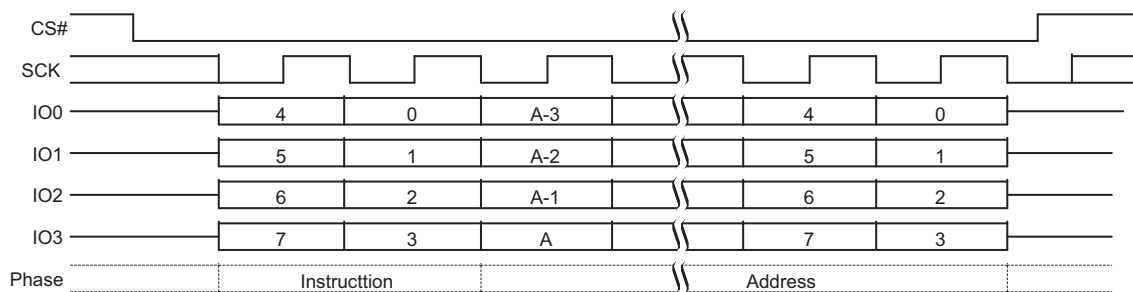 CS#
SCK
IO0 4 0 A-3 4 0
IO1 5 1 A-2 5 1
IO2 6 2 A-1 6 2
IO3 7 3 A 7 3
Phase Instructtion Address